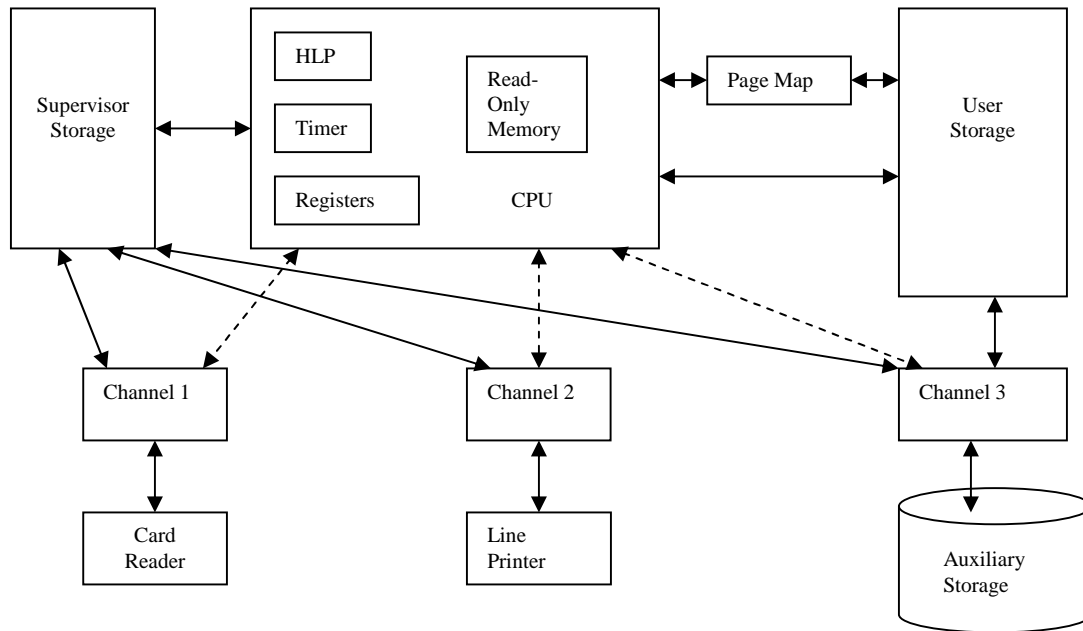 Supervisor
Storage
HLP
Timer
Registers
Read-
Only
Memory
CPU
Page Map
User
Storage
Channel 1
Channel 2
Channel 3
Card
Reader
Line
Printer
Auxiliary
Storage